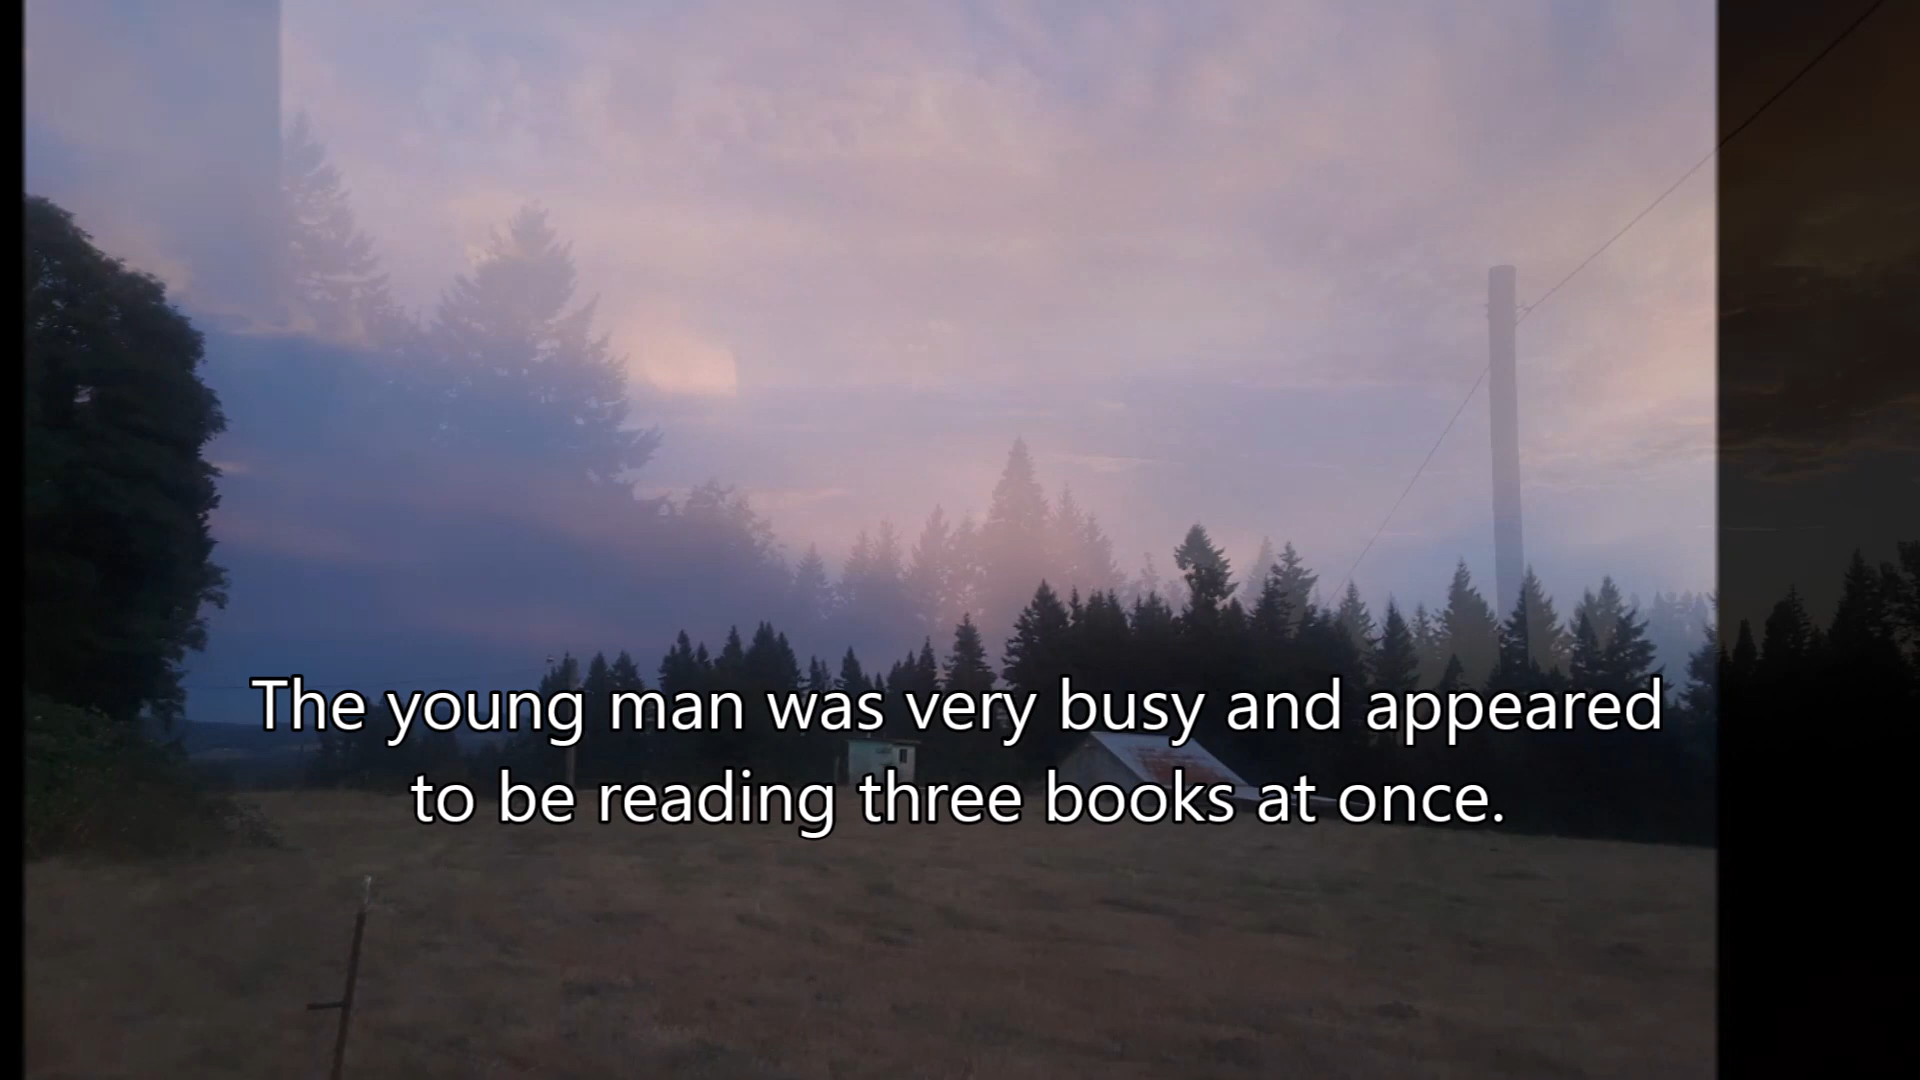 The young man was very busy and appeared
to be reading three books at once.